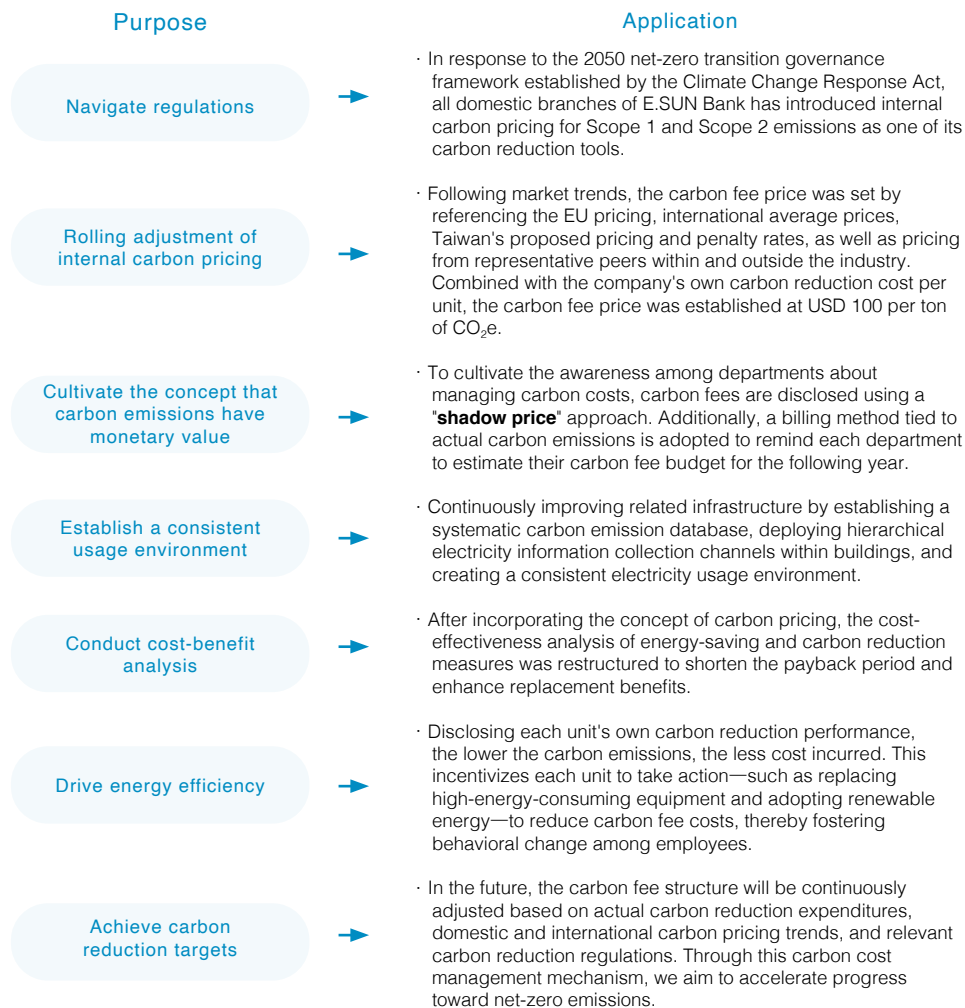 Purpose
Application
Navigate regulations
· In response to the 2050 net-zero transition governance
framework established by the Climate Change Response Act,
all domestic branches of E.SUN Bank has introduced internal
carbon pricing for Scope 1 and Scope 2 emissions as one of its
carbon reduction tools.
Rolling adjustment of
internal carbon pricing
· Following market trends, the carbon fee price was set by
referencing the EU pricing, international average prices,
Taiwan's proposed pricing and penalty rates, as well as pricing
from representative peers within and outside the industry.
Combined with the company's own carbon reduction cost per
unit, the carbon fee price was established at USD 100 per ton
of CO₂e.
Cultivate the concept that
carbon emissions have
monetary value
· To cultivate the awareness among departments about
managing carbon costs, carbon fees are disclosed using a
"shadow price" approach. Additionally, a billing method tied to
actual carbon emissions is adopted to remind each department
to estimate their carbon fee budget for the following year.
Establish a consistent
usage environment
· Continuously improving related infrastructure by establishing a
systematic carbon emission database, deploying hierarchical
electricity information collection channels within buildings, and
creating a consistent electricity usage environment.
Conduct cost-benefit
analysis
· After incorporating the concept of carbon pricing, the cost-
effectiveness analysis of energy-saving and carbon reduction
measures was restructured to shorten the payback period and
enhance replacement benefits.
Drive energy efficiency
· Disclosing each unit's own carbon reduction performance,
the lower the carbon emissions, the less cost incurred. This
incentivizes each unit to take action—such as replacing
high-energy-consuming equipment and adopting renewable
energy—to reduce carbon fee costs, thereby fostering
behavioral change among employees.
Achieve carbon
reduction targets
· In the future, the carbon fee structure will be continuously
adjusted based on actual carbon reduction expenditures,
domestic and international carbon pricing trends, and relevant
carbon reduction regulations. Through this carbon cost
management mechanism, we aim to accelerate progress
toward net-zero emissions.